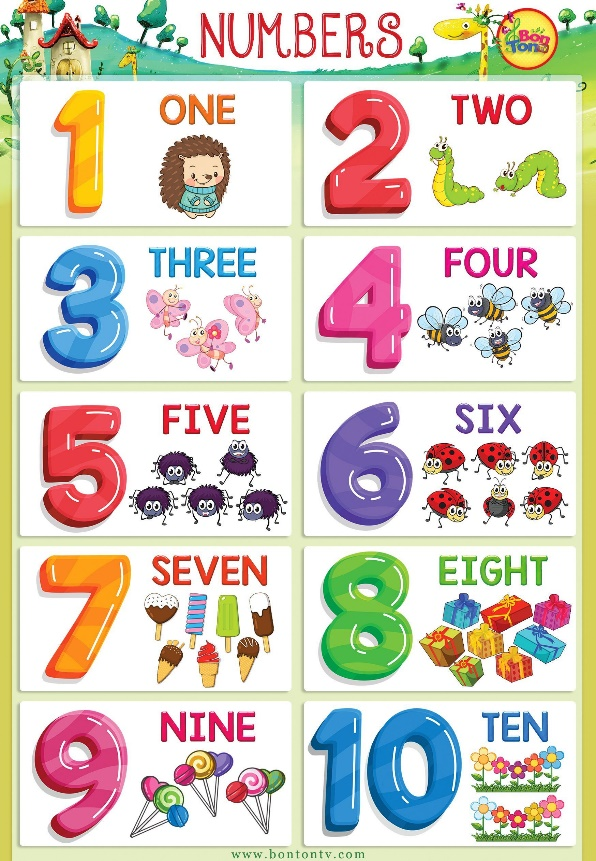 NUMBERS
Bon
Ton
1 ONE
2 TWO
3 THREE
4 FOUR
5 FIVE
6 SIX
7 SEVEN
8 EIGHT
9 NINE
10 TEN
www.bontontv.com